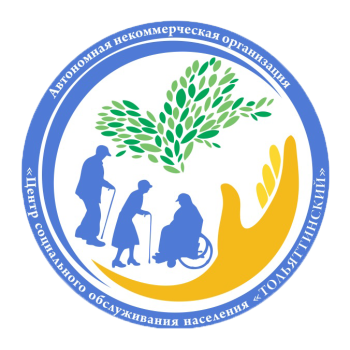 Автономная некоммерческая организация
«Центр социального обслуживания населения «ТОЛЬЯТТИНСКИЙ»